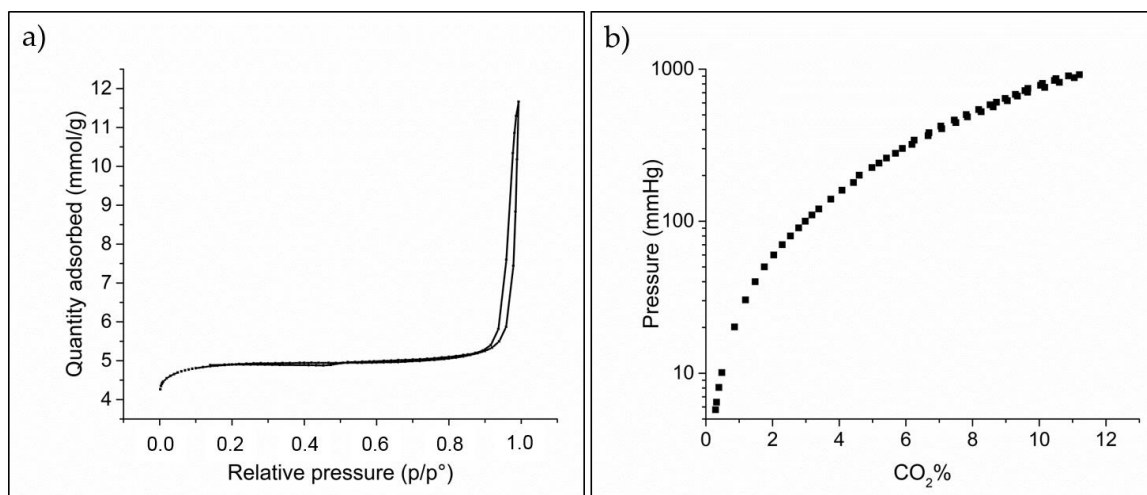 a)
Quantity adsorbed (mmol/g)
12
11
10
9
8
7
6
5
4
0.0 0.2 0.4 0.6 0.8 1.0
Relative pressure (p/p°)
b)
Pressure (mmHg)
1000
100
10
0 2 4 6 8 10 12
CO₂%